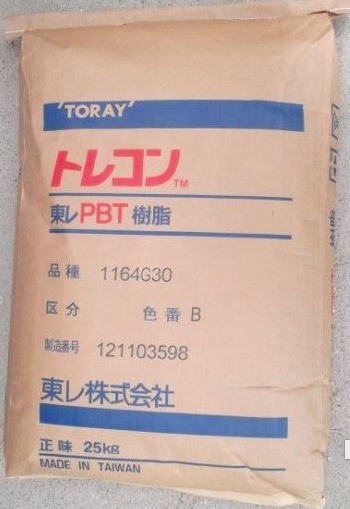 'TORAY'
トレコン™
東レPBT樹脂
品種 1164G30
区分 色番 B
製造番号 121103598
東レ株式会社
正味 25kg
MADE IN TAIWAN